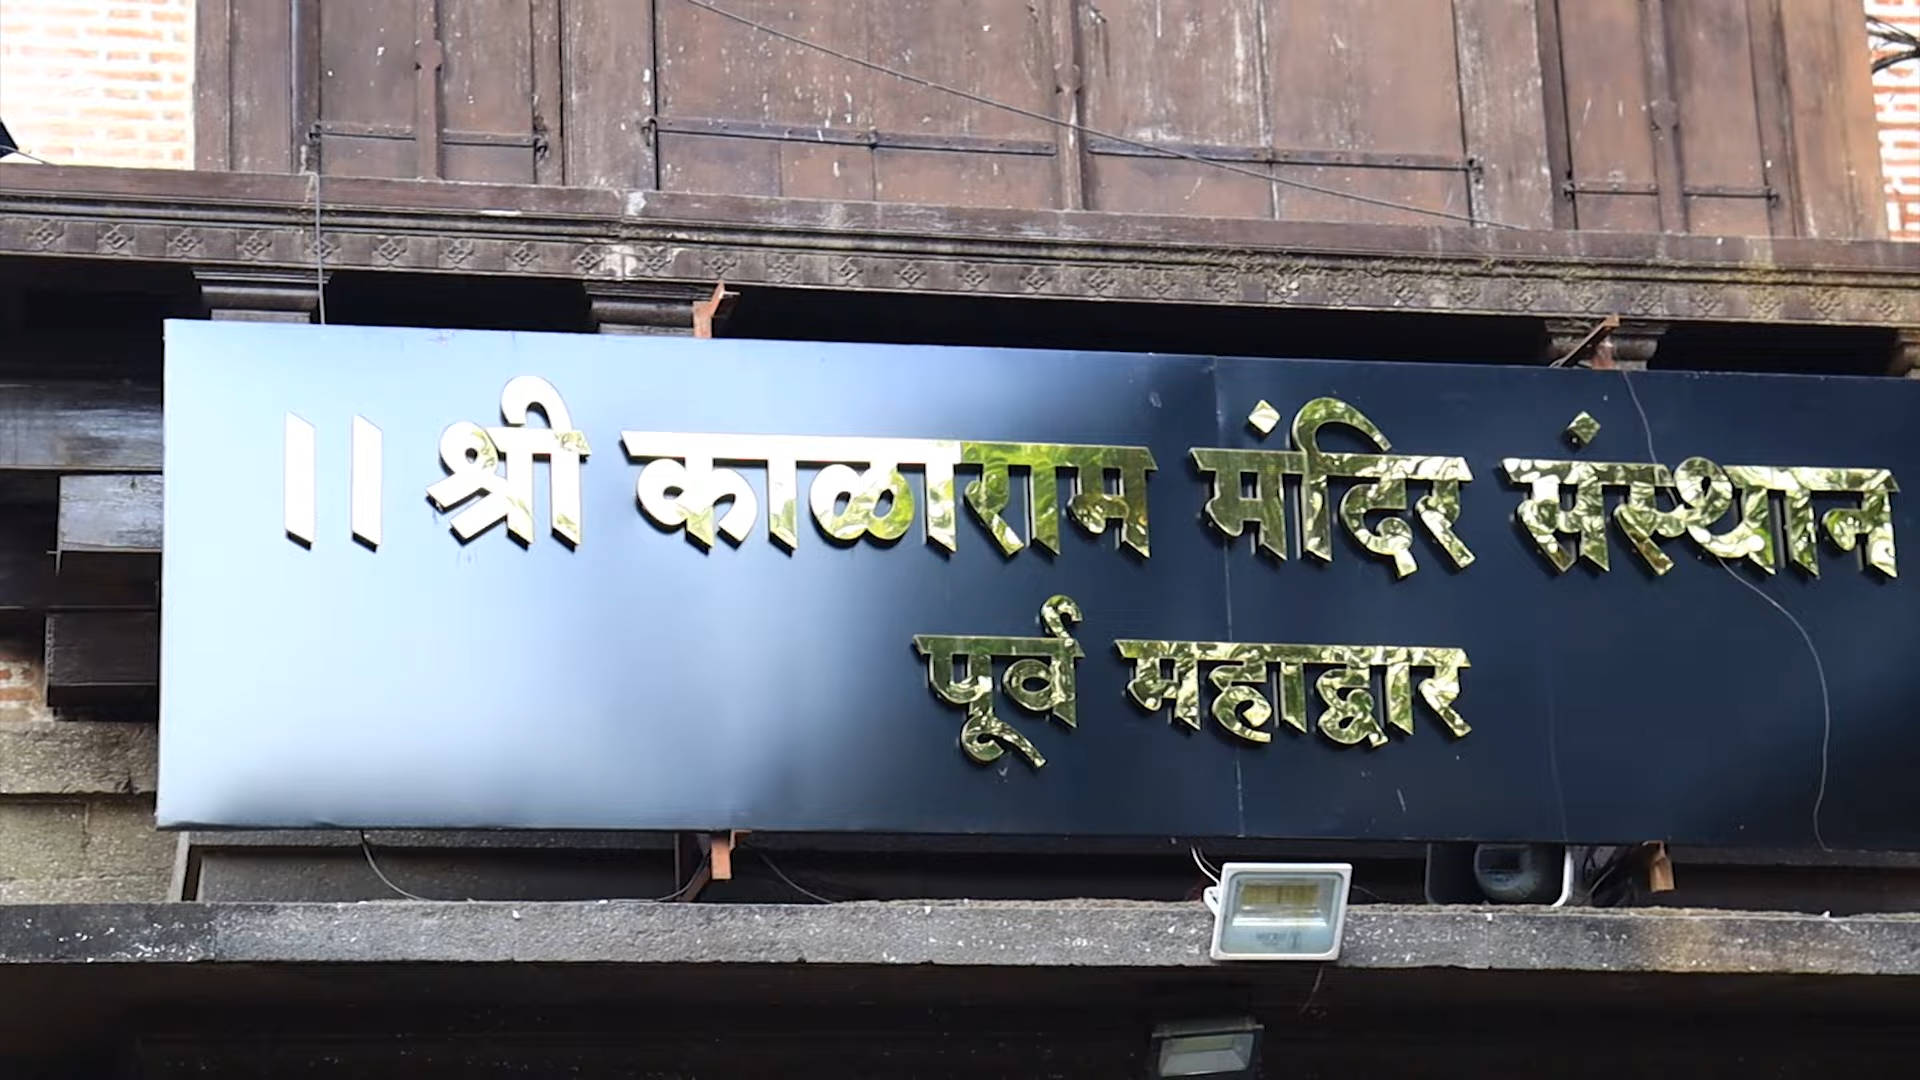 ।। श्री काळाराम मंदिर संस्थान
पूर्व महाद्वार